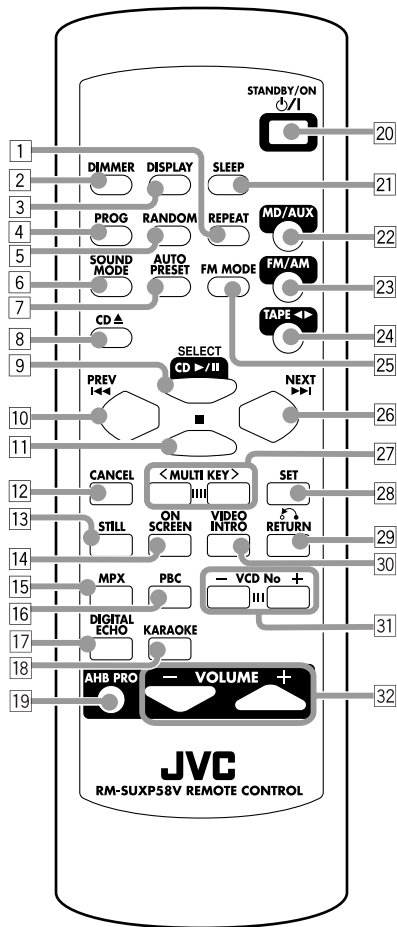 STANDBY/ON
⏻/I
20
1
2
DIMMER
DISPLAY
SLEEP
21
3
4
PROG
RANDOM
REPEAT
MD/AUX
22
5
6
SOUND
MODE
AUTO
PRESET
FM MODE
FM/AM
23
7
8
CD ⏏
TAPE ◄►
24
25
9
SELECT
CD ►/II
PREV
I◄◄
NEXT
►►I
10
■
26
11
27
12
CANCEL
< MULTI KEY >
SET
28
13
STILL
ON
SCREEN
VIDEO
INTRO
RETURN
29
14
30
15
MPX
PBC
– VCD No +
16
31
17
DIGITAL
ECHO
KARAOKE
18
19
AHB PRO
– VOLUME +
32
JVC
RM-SUXP58V REMOTE CONTROL